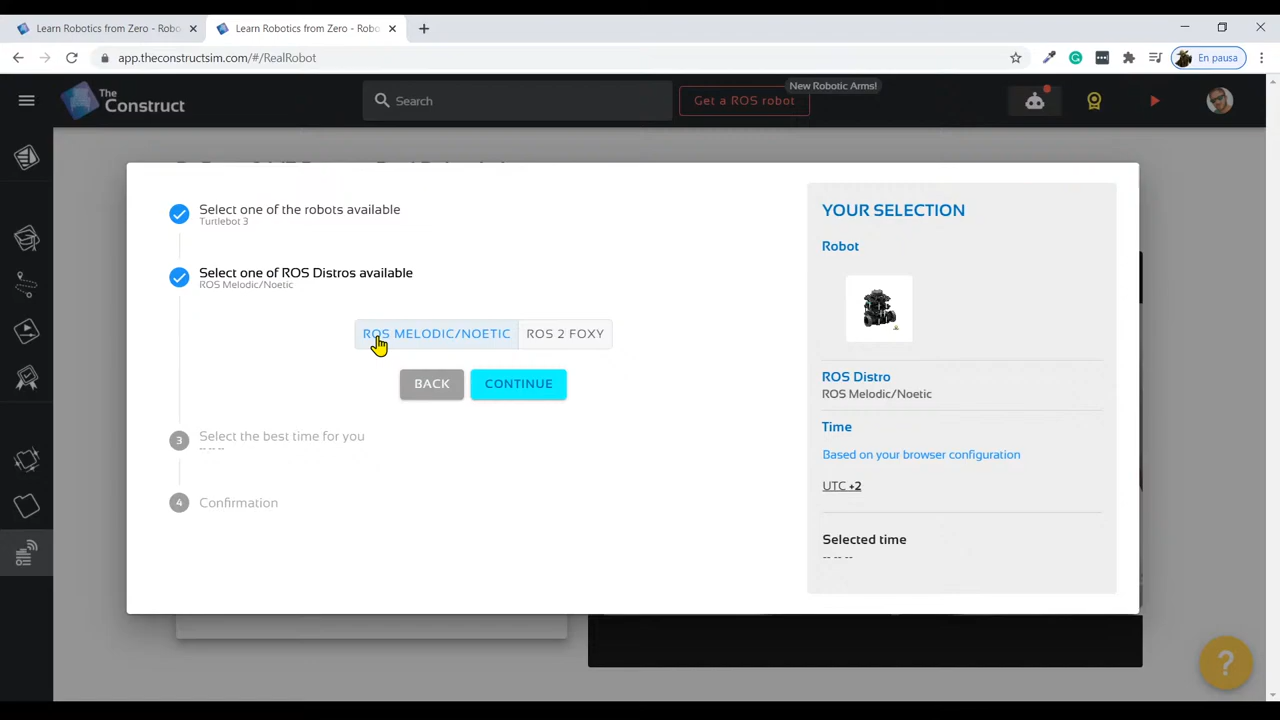 Learn Robotics from Zero - Robo
Learn Robotics from Zero - Robo
app.theconstructsim.com/#/RealRobot
En pausa
The Construct
Search
Get a ROS robot
New Robotic Arms!
Select one of the robots available
Turtlebot 3
Select one of ROS Distros available
ROS Melodic/Noetic
ROS MELODIC/NOETIC
ROS 2 FOXY
BACK
CONTINUE
3
Select the best time for you
-- -- --
4
Confirmation
YOUR SELECTION
Robot
ROS Distro
ROS Melodic/Noetic
Time
Based on your browser configuration
UTC +2
Selected time
-- -- --
?